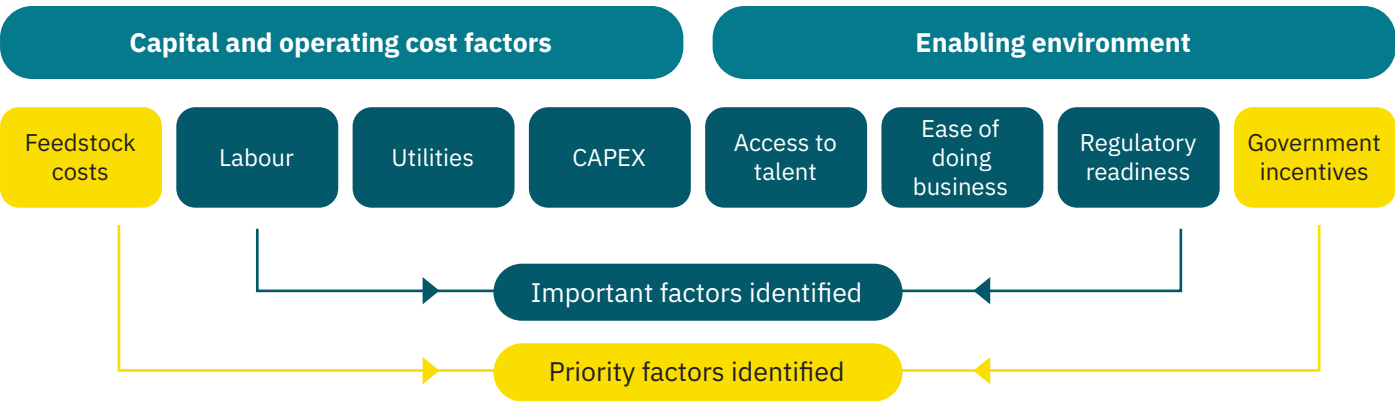 Capital and operating cost factors
Enabling environment
Feedstock
costs
Labour
Utilities
CAPEX
Access to
talent
Ease of
doing
business
Regulatory
readiness
Government
incentives
Important factors identified
Priority factors identified